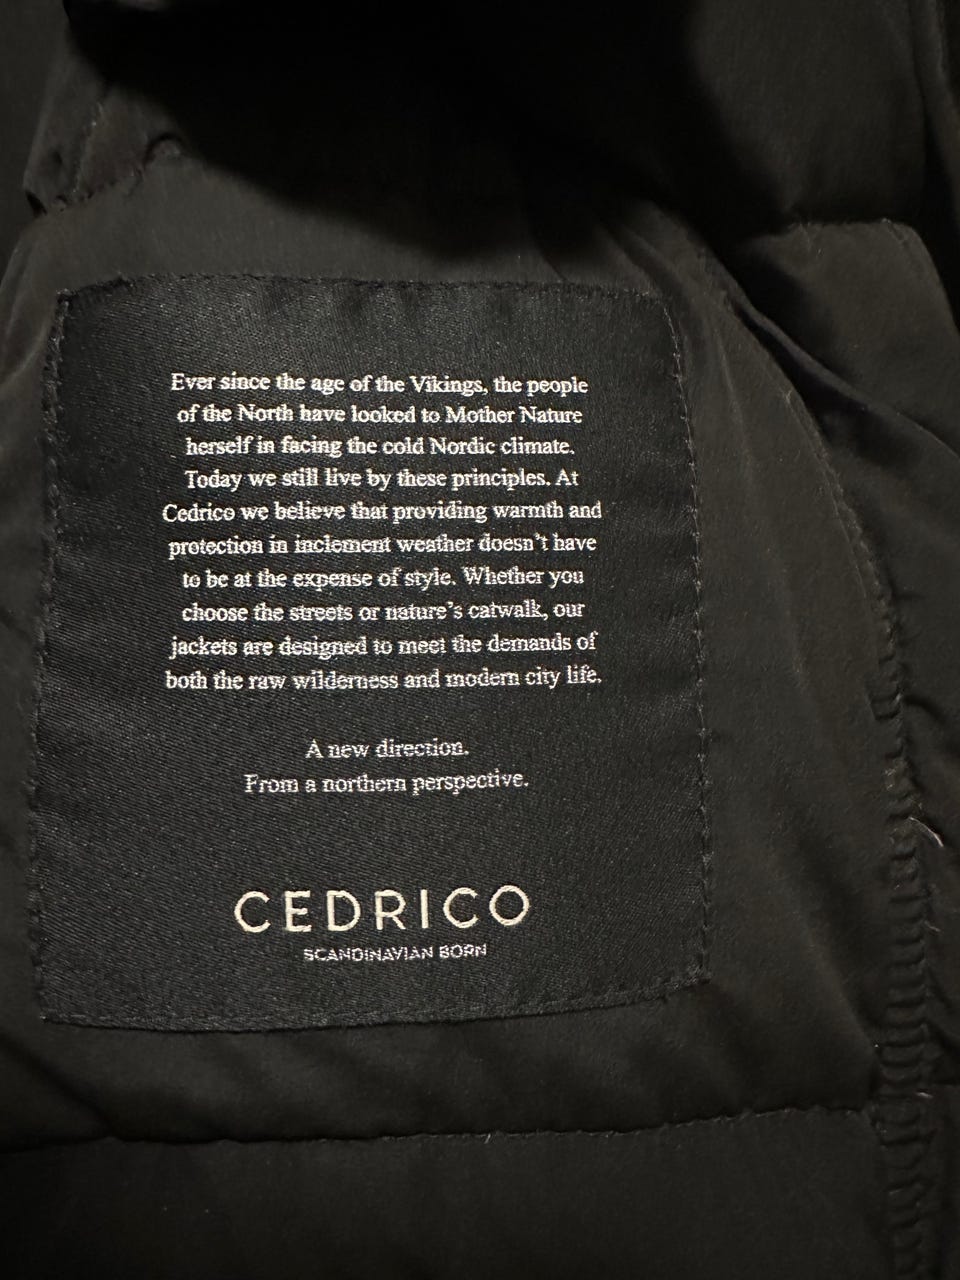 Ever since the age of the Vikings, the people
of the North have looked to Mother Nature
herself in facing the cold Nordic climate.
Today we still live by these principles. At
Cedrico we believe that providing warmth and
protection in inclement weather doesn't have
to be at the expense of style. Whether you
choose the streets or nature's catwalk, our
jackets are designed to meet the demands of
both the raw wilderness and modern city life.
A new direction.
From a northern perspective.
CEDRICO
SCANDINAVIAN BORN